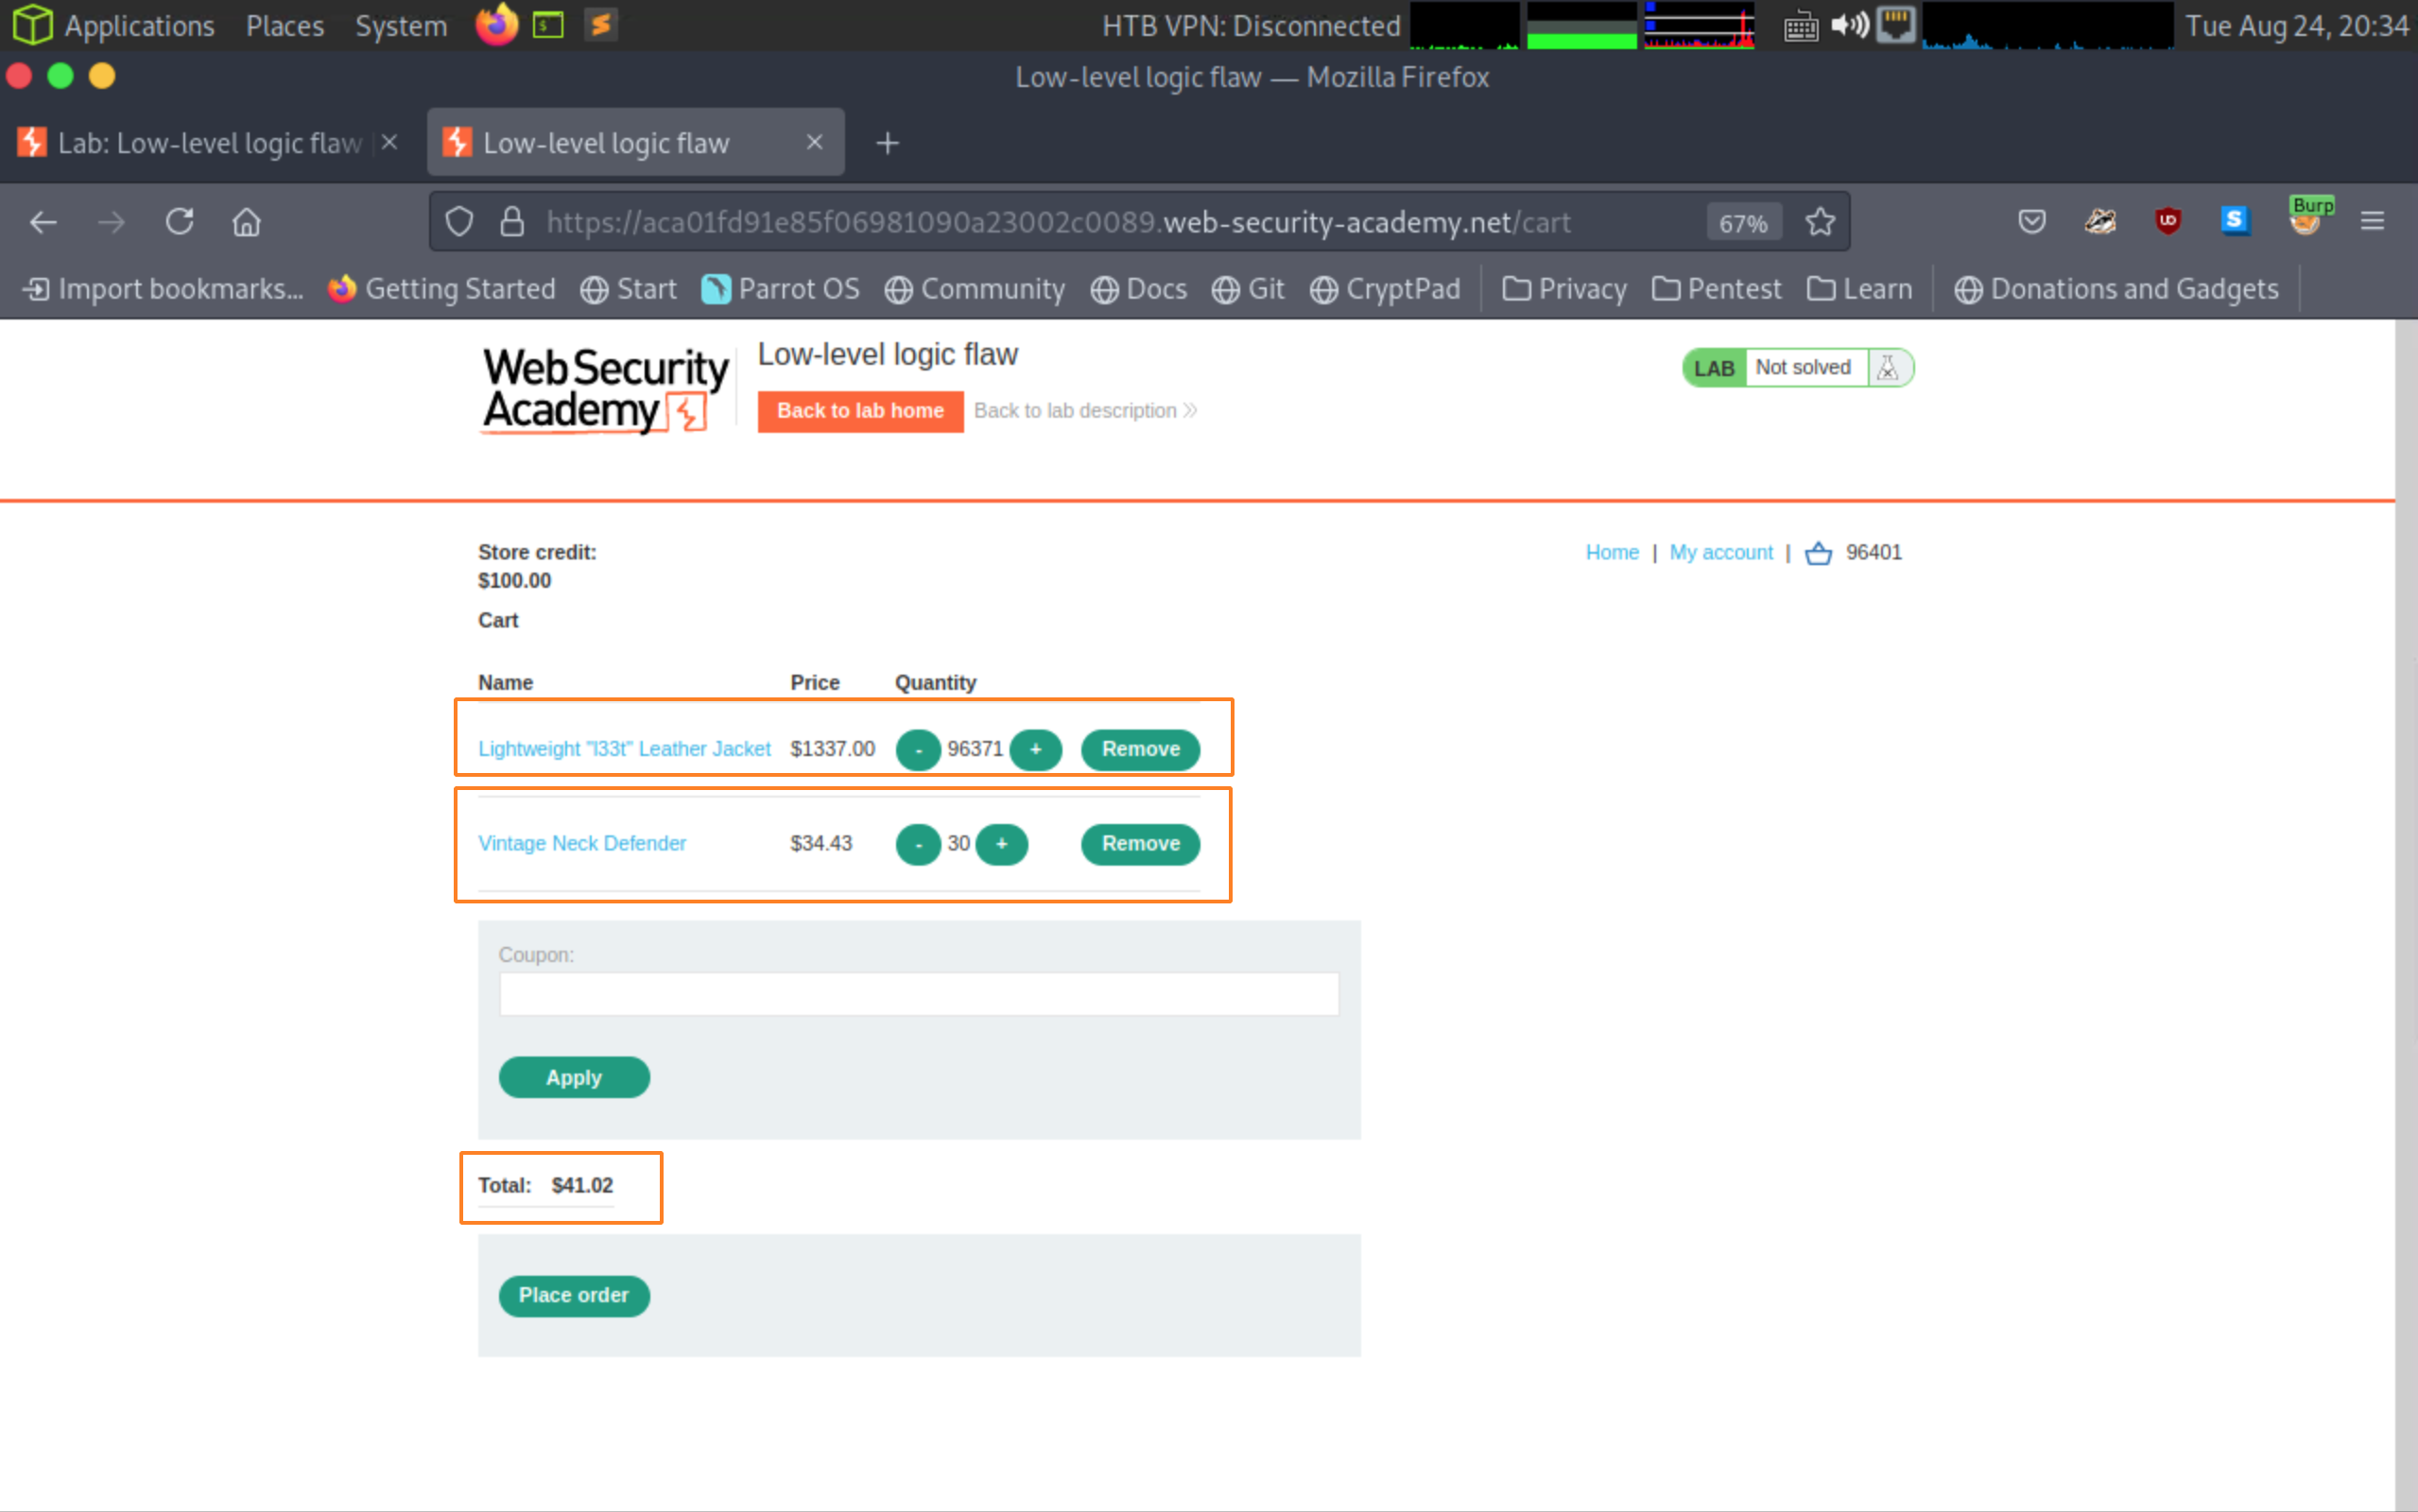 Applications Places System HTB VPN: Disconnected Tue Aug 24, 20:34
Low-level logic flaw — Mozilla Firefox
Lab: Low-level logic flaw Low-level logic flaw
https://aca01fd91e85f06981090a23002c0089.web-security-academy.net/cart 67% Burp
Import bookmarks... Getting Started Start Parrot OS Community Docs Git CryptPad Privacy Pentest Learn Donations and Gadgets
Web Security
Academy
Low-level logic flaw
Back to lab home Back to lab description
LAB Not solved
Store credit:
$100.00
Home | My account | 96401
Cart
Name Price Quantity
Lightweight "l33t" Leather Jacket $1337.00 - 96371 + Remove
Vintage Neck Defender $34.43 - 30 + Remove
Coupon:
Apply
Total: $41.02
Place order